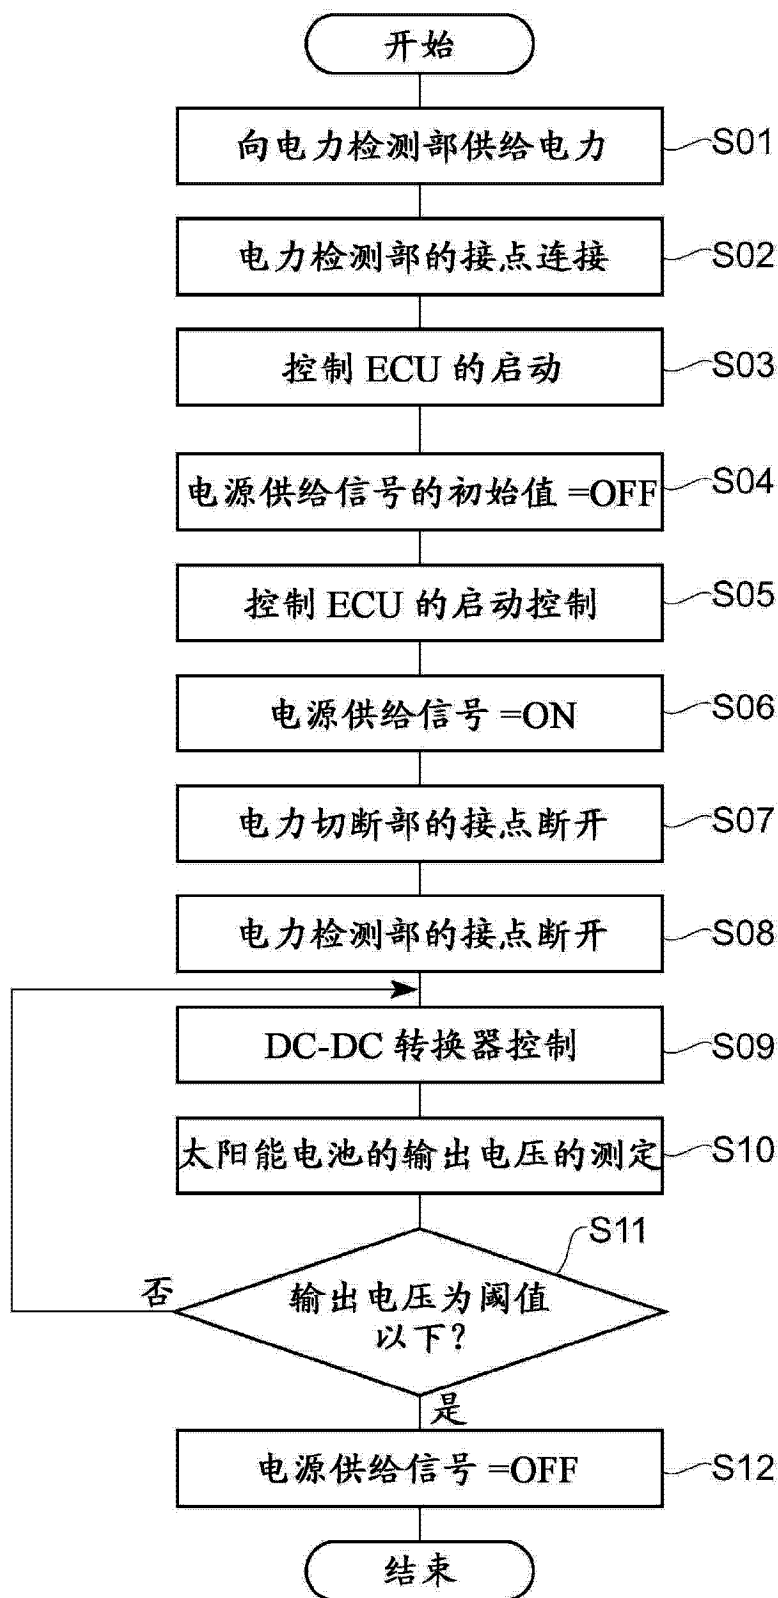 开始
向电力检测部供给电力
S01
电力检测部的接点连接
S02
控制 ECU 的启动
S03
电源供给信号的初始值 =OFF
S04
控制 ECU 的启动控制
S05
电源供给信号 =ON
S06
电力切断部的接点断开
S07
电力检测部的接点断开
S08
DC-DC 转换器控制
S09
太阳能电池的输出电压的测定
S10
S11
输出电压为阈值
以下?
否
是
电源供给信号 =OFF
S12
结束